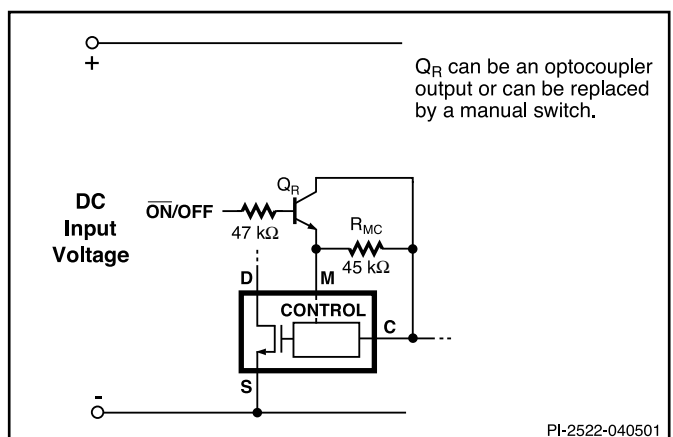 +
Q_R can be an optocoupler
output or can be replaced
by a manual switch.
DC
Input
Voltage
ON/OFF
47 kΩ
Q_R
R_MC
45 kΩ
D
M
CONTROL
C
S
-
PI-2522-040501